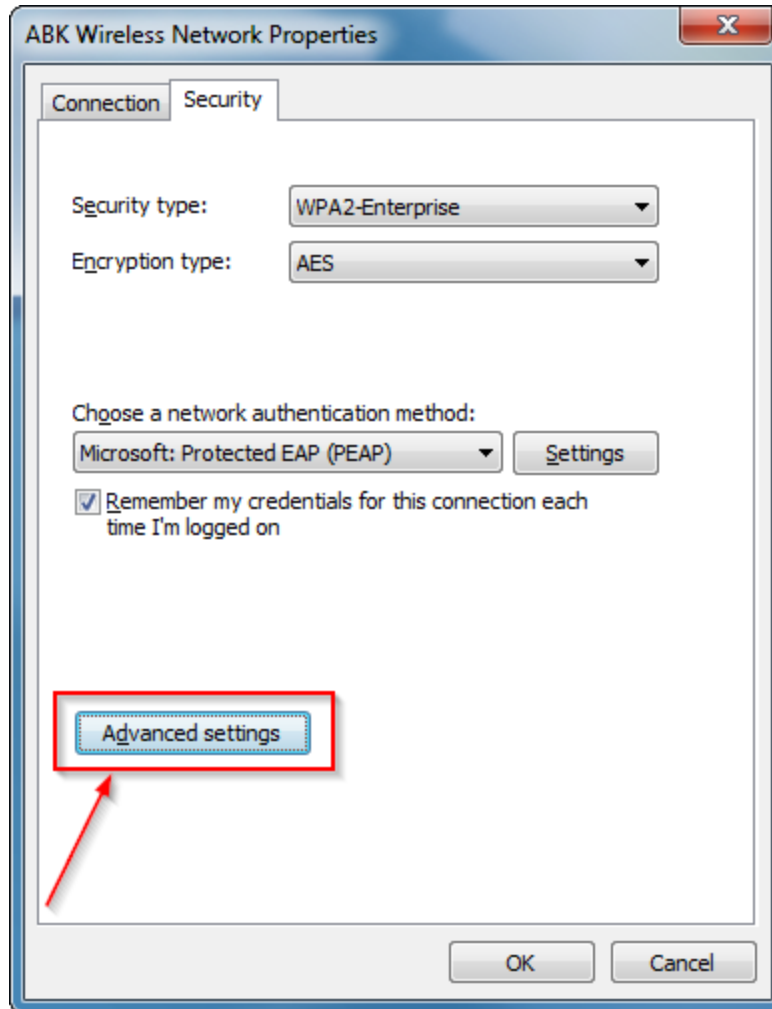 ABK Wireless Network Properties
Connection
Security
Security type:
WPA2-Enterprise
Encryption type:
AES
Choose a network authentication method:
Microsoft: Protected EAP (PEAP)
Settings
Remember my credentials for this connection each
time I'm logged on
Advanced settings
OK
Cancel